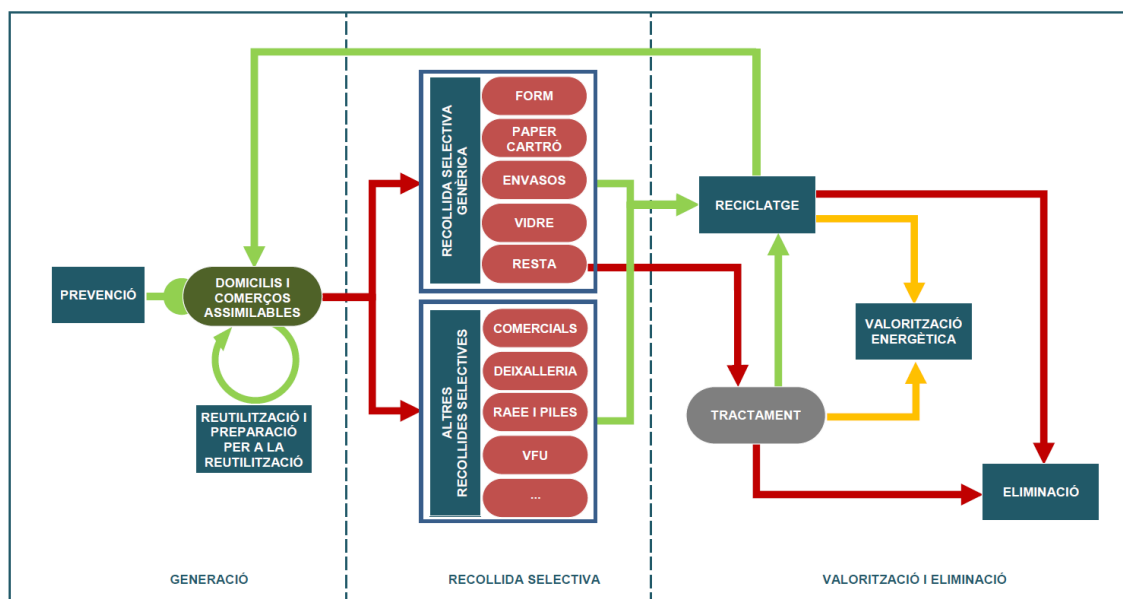 PREVENCIÓ
DOMICILIS I
COMERÇOS
ASSIMILABLES
REUTILITZACIÓ I
PREPARACIÓ
PER A LA
REUTILITZACIÓ
RECOLLIDA SELECTIVA
GENÈRICA
FORM
PAPER
CARTRÓ
ENVASOS
VIDRE
RESTA
ALTRES
RECOLLIDES SELECTIVES
COMERCIALS
DEIXALLERIA
RAEE I PILES
VFU
...
RECICLATGE
VALORITZACIÓ
ENERGÈTICA
TRACTAMENT
ELIMINACIÓ
GENERACIÓ
RECOLLIDA SELECTIVA
VALORITZACIÓ I ELIMINACIÓ